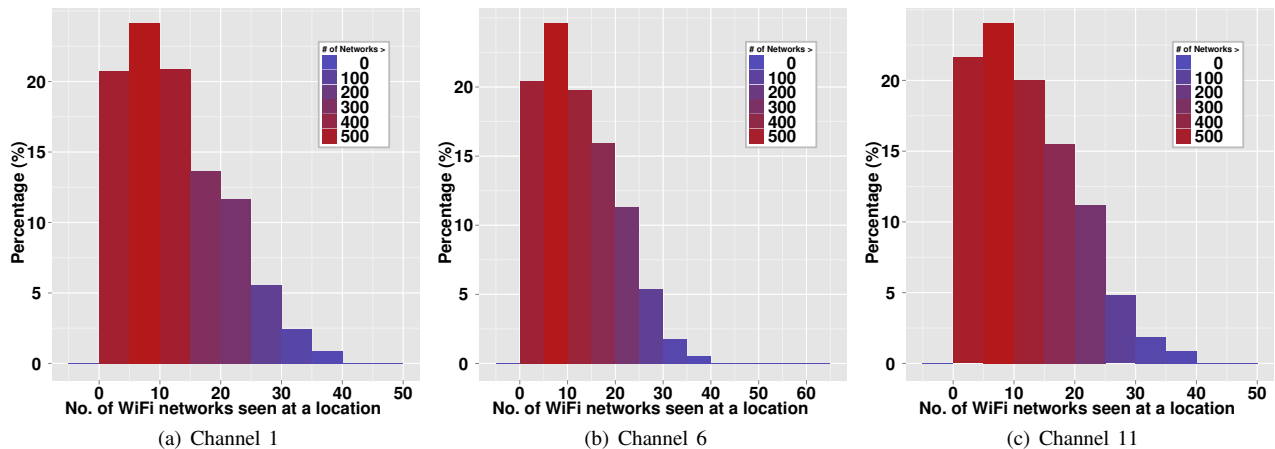 Percentage (%)
20
15
10
5
0
# of Networks >
0
100
200
300
400
500
0 10 20 30 40 50
No. of WiFi networks seen at a location
(a) Channel 1
Percentage (%)
20
15
10
5
0
# of Networks >
0
100
200
300
400
500
0 10 20 30 40 50 60
No. of WiFi networks seen at a location
(b) Channel 6
Percentage (%)
20
15
10
5
0
# of Networks >
0
100
200
300
400
500
0 10 20 30 40 50
No. of WiFi networks seen at a location
(c) Channel 11